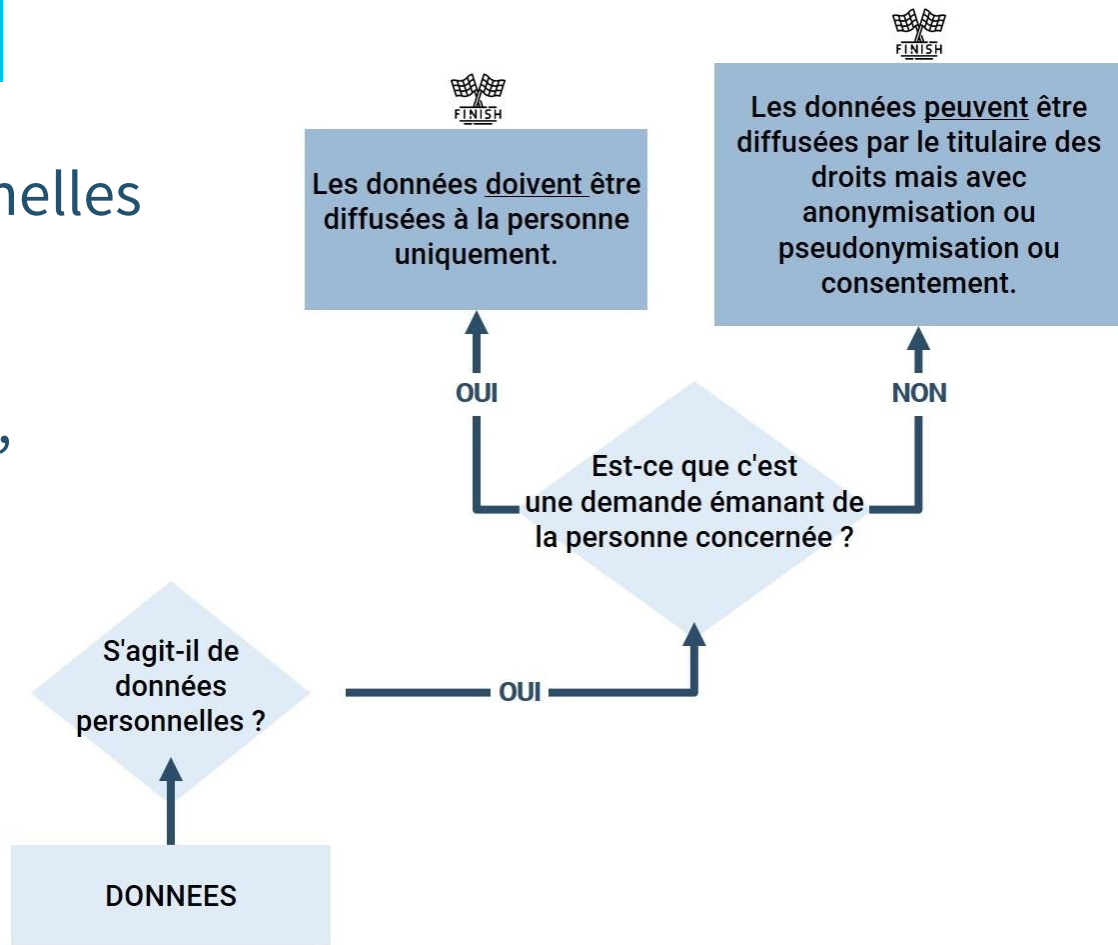 FINISH
FINISH
nelles
,
Les données doivent être
diffusées à la personne
uniquement.
Les données peuvent être
diffusées par le titulaire des
droits mais avec
anonymisation ou
pseudonymisation ou
consentement.
OUI
NON
Est-ce que c'est
une demande émanant de
la personne concernée ?
S'agit-il de
données
personnelles ?
OUI
DONNEES